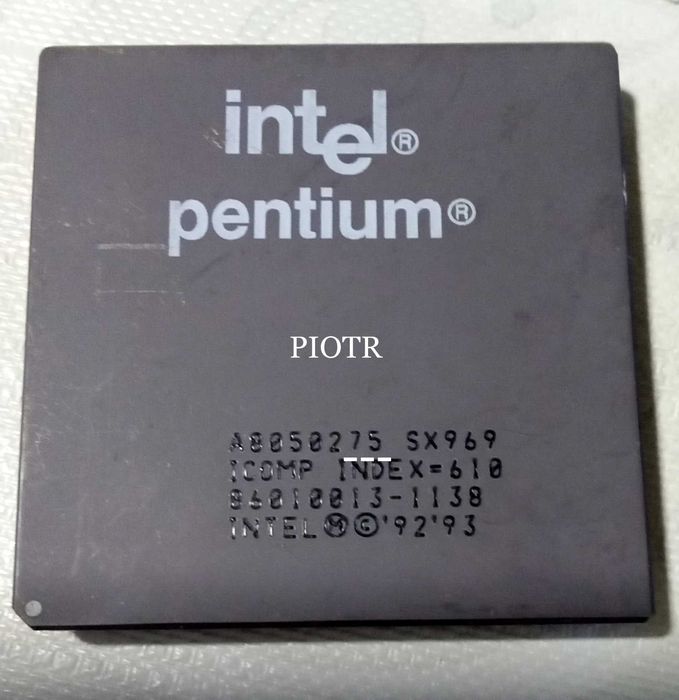 intel®
pentium®
PIOTR
A8050275 SX969
ICOMP INDEX=610
86010013-1138
INTEL Ⓜ © '92'93